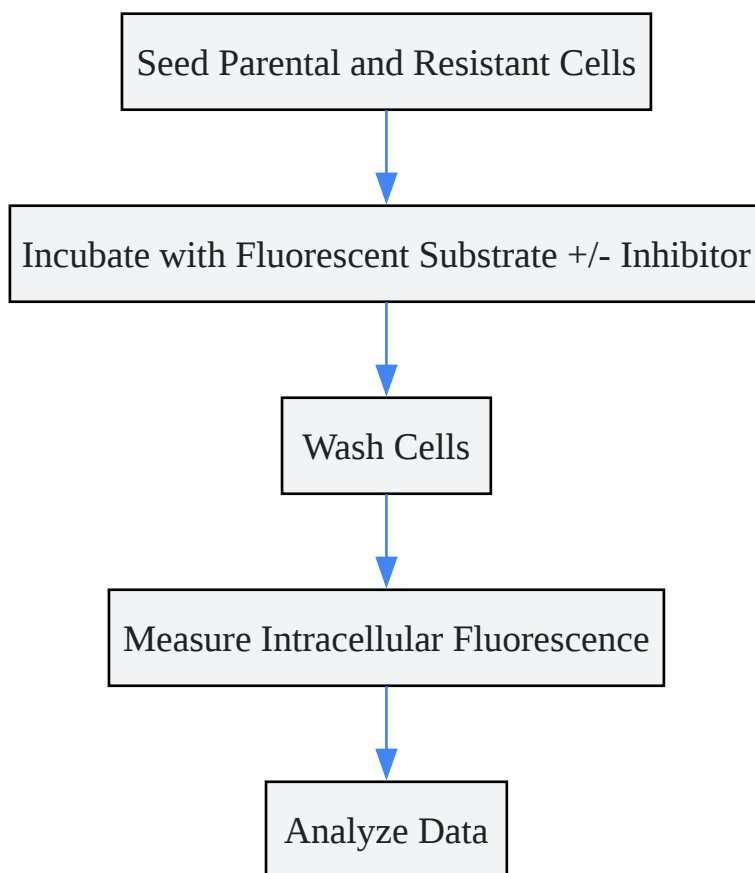 Seed Parental and Resistant Cells
Incubate with Fluorescent Substrate +/- Inhibitor
Wash Cells
Measure Intracellular Fluorescence
Analyze Data